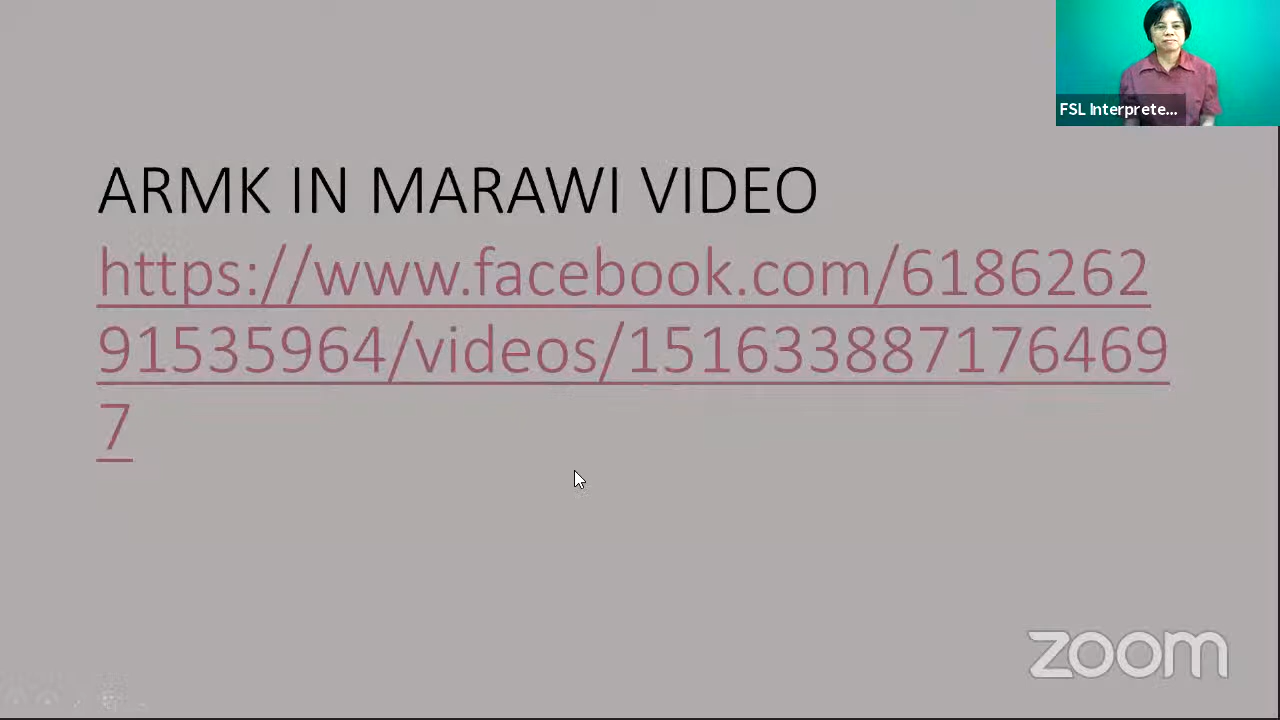 FSL Interprete...
ARMK IN MARAWI VIDEO
https://www.facebook.com/6186262
91535964/videos/151633887176469
7
zoom